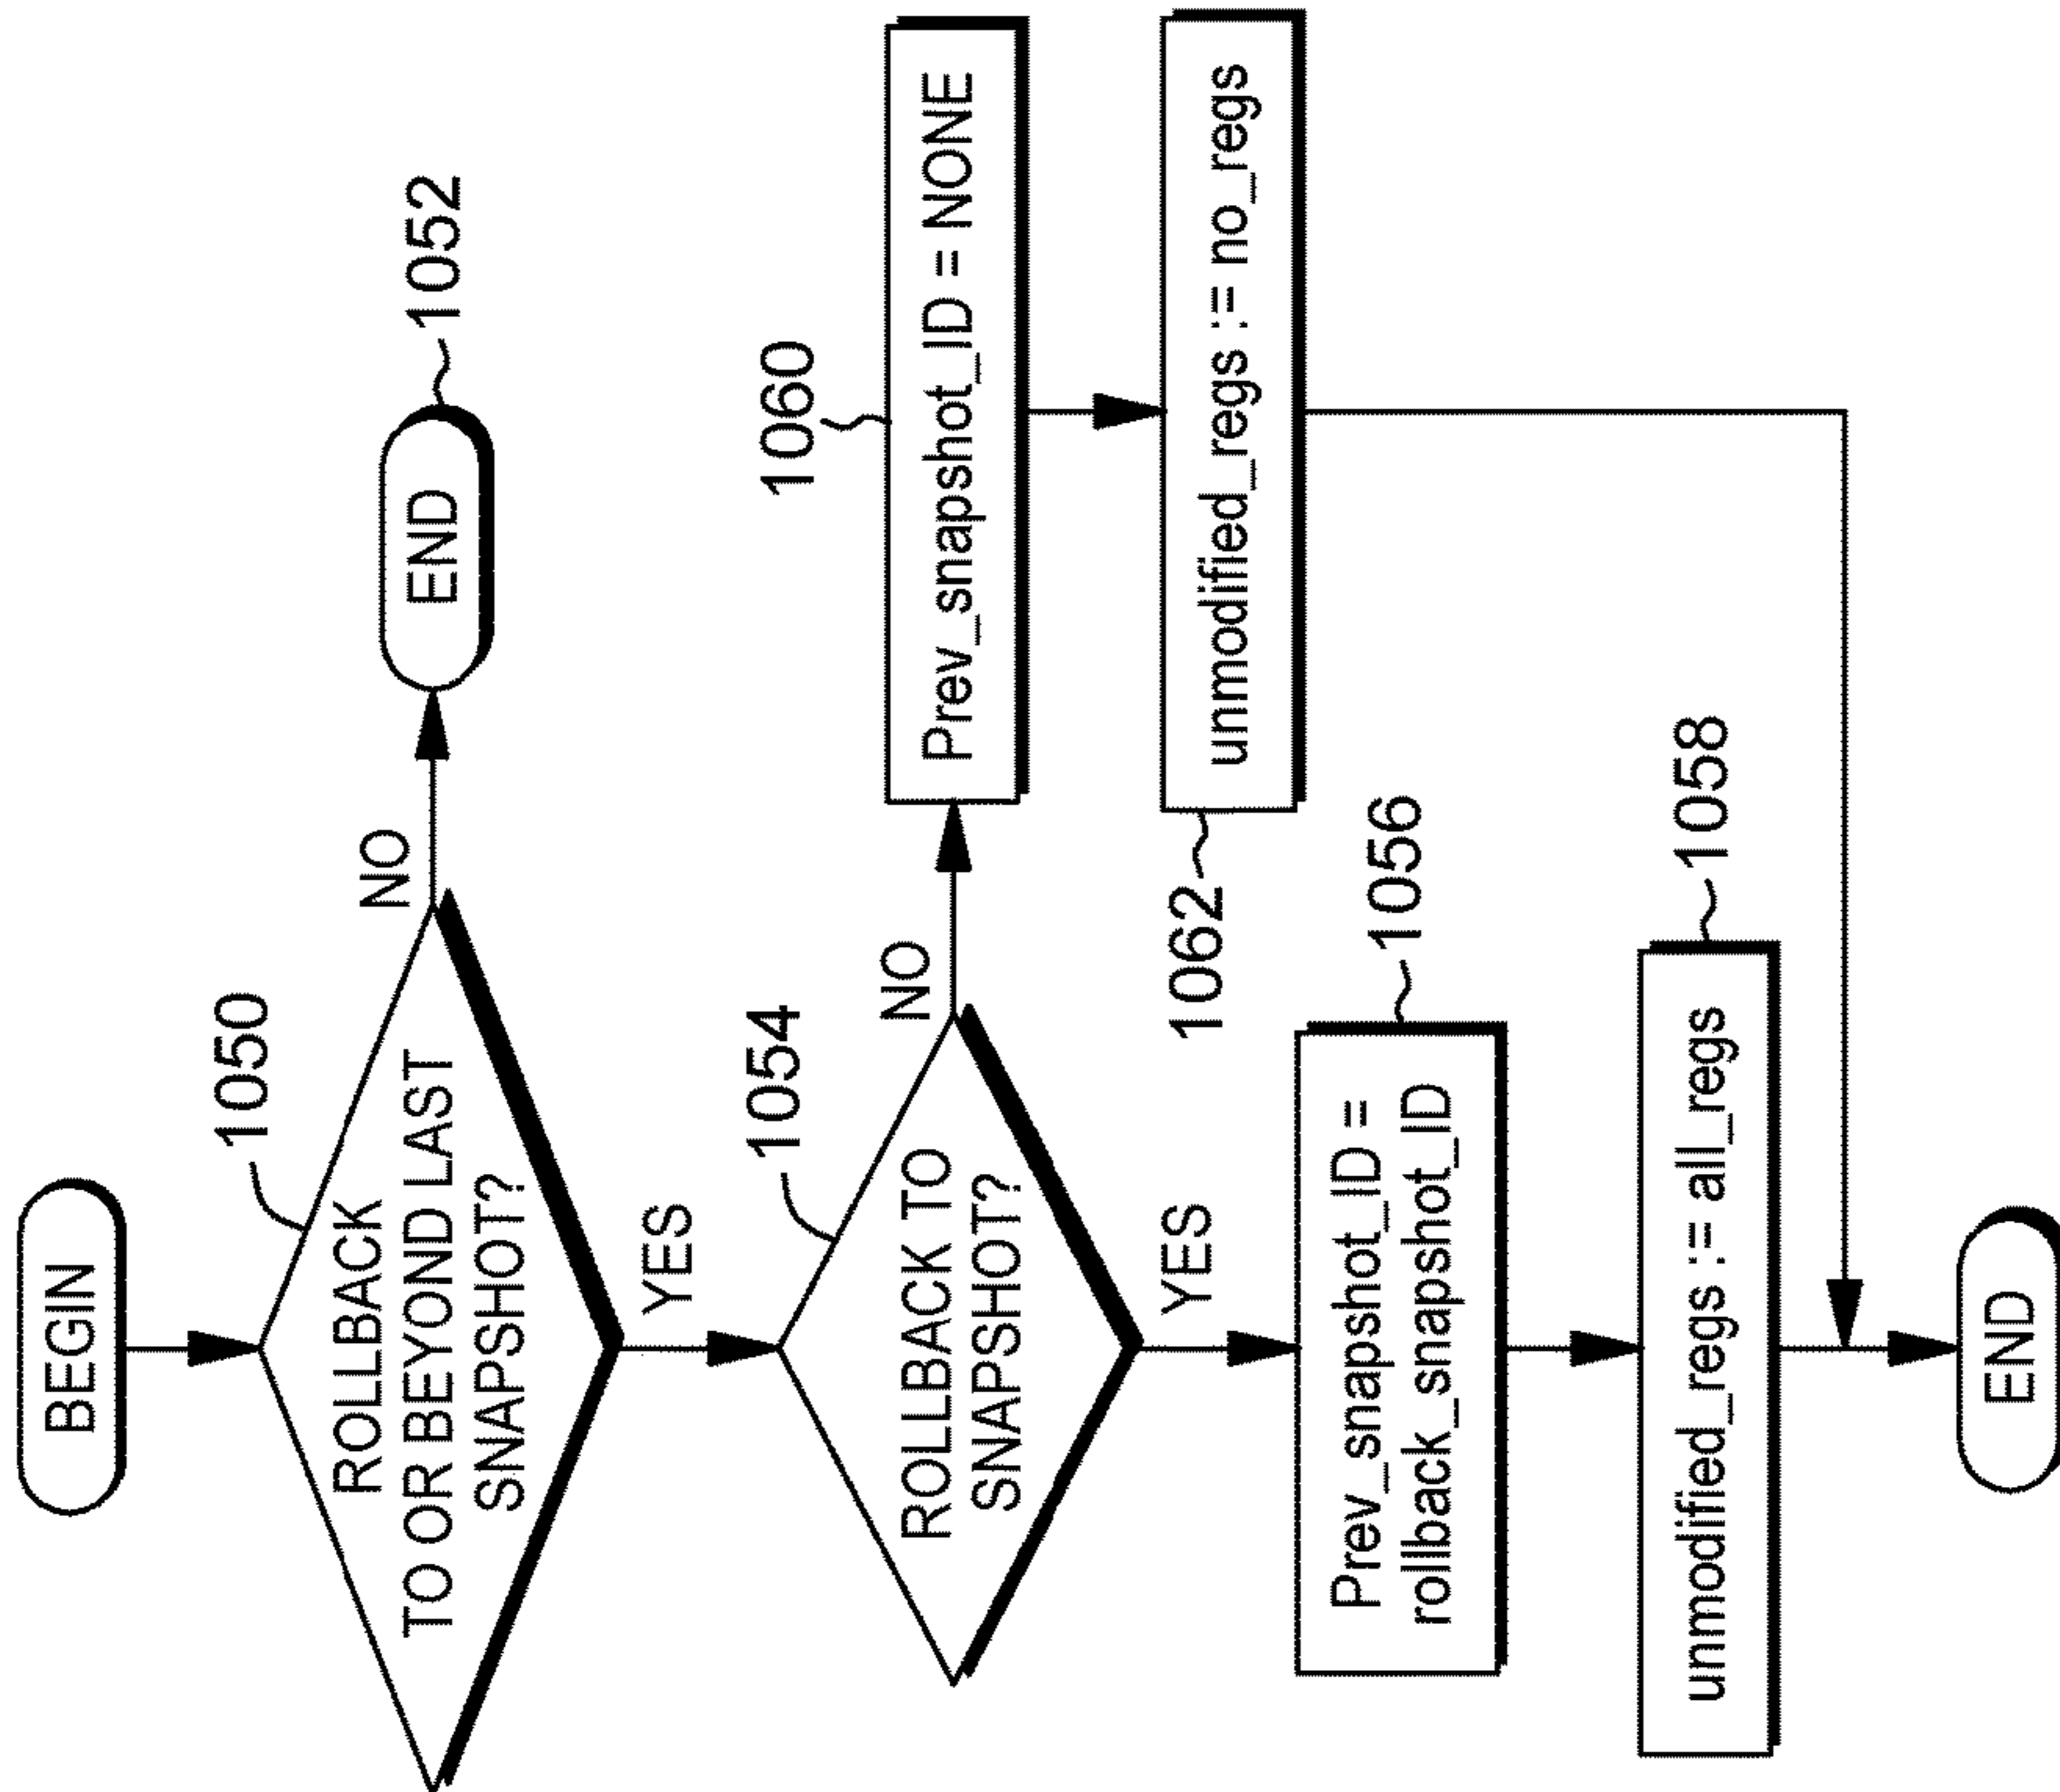 BEGIN
1050
ROLLBACK
TO OR BEYOND LAST
SNAPSHOT?
NO
END
1052
YES
1054
ROLLBACK TO
SNAPSHOT?
NO
1060
Prev_snapshot_ID = NONE
unmodified_regs := no_regs
1062
YES
1056
Prev_snapshot_ID =
rollback_snapshot_ID
1058
unmodified_regs := all_regs
END